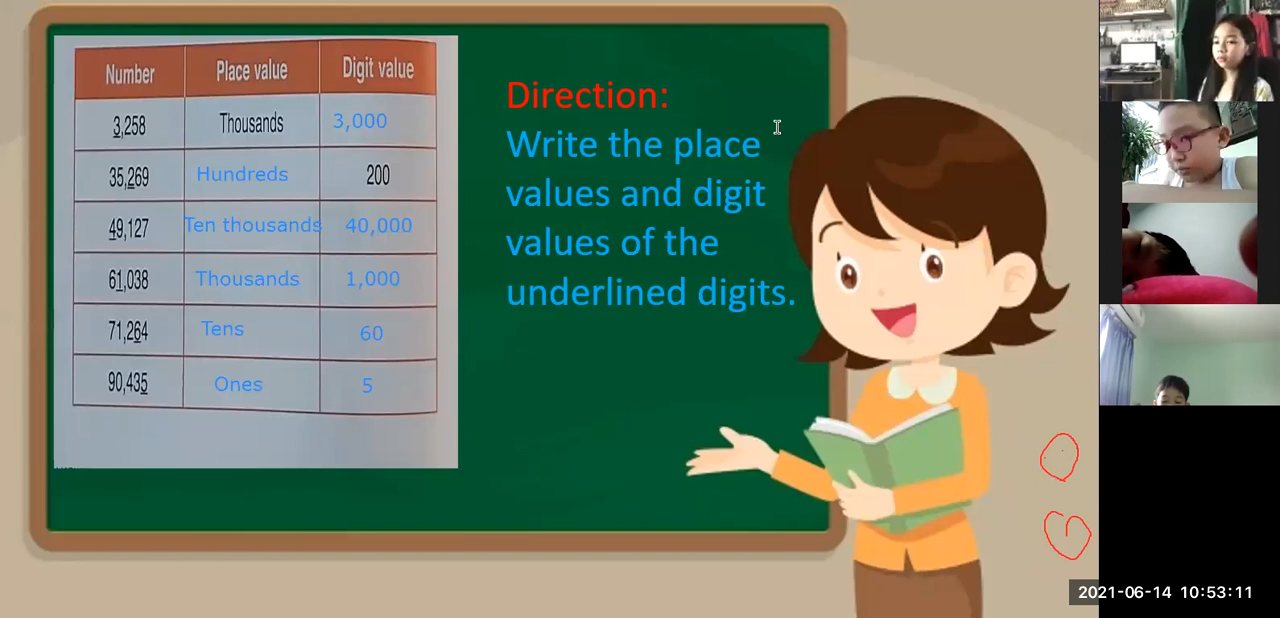 Number Place value Digit value
3,258 Thousands 3,000
35,269 Hundreds 200
49,127 Ten thousands 40,000
61,038 Thousands 1,000
71,264 Tens 60
90,435 Ones 5
Direction:
Write the place
values and digit
values of the
underlined digits.
2021-06-14 10:53:11